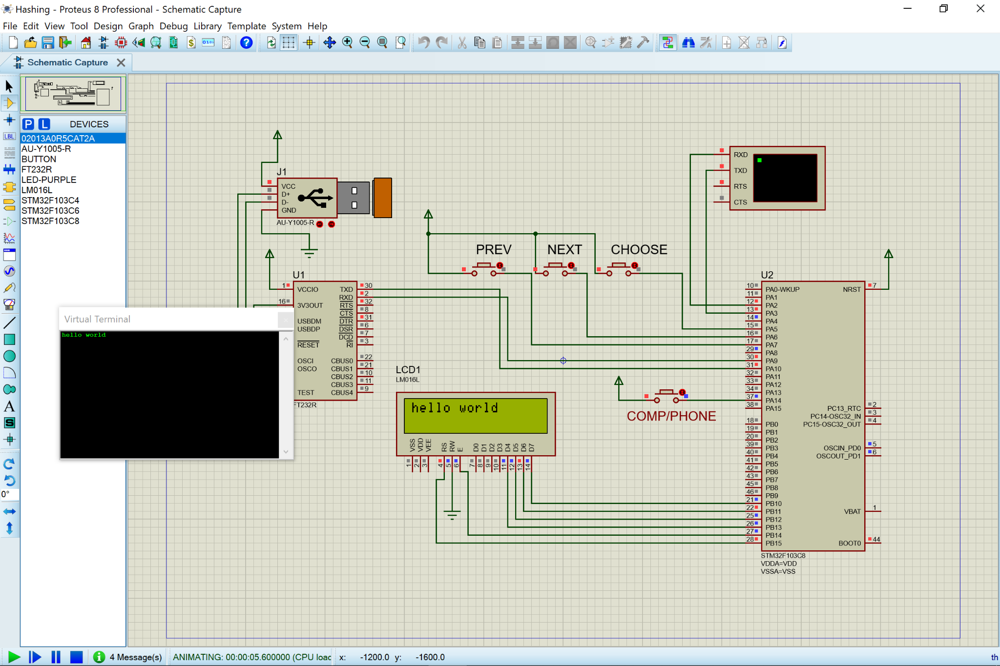 Hashing - Proteus 8 Professional - Schematic Capture
File Edit View Tool Design Graph Debug Library Template System Help
Schematic Capture
P L DEVICES
02013A0R5CAT2A
AU-Y1005-R
BUTTON
FT232R
LED-PURPLE
LM016L
STM32F103C4
STM32F103C6
STM32F103C8
LBL
A
S
0°
J1
VCC
D+
D-
GND
AU-Y1005-R
RXD
TXD
RTS
CTS
PREV NEXT CHOOSE
U1
1 VCCIO
16 3V3OUT
USBDM
USBDP
RESET
OSCI
OSCO
TEST
TXD 30
RXD 2
RTS 32
CTS 8
DTR 31
DSR 6
DCD 7
RI 3
CBUS0 22
CBUS1 21
CBUS2 10
CBUS3 11
CBUS4 9
FT232R
Virtual Terminal
hello world
LCD1
LM016L
hello world
VSS VDD VEE RS RW E D0 D1 D2 D3 D4 D5 D6 D7
1 2 3 4 5 6 7 8 9 10 11 12 13 14
COMP/PHONE
U2
10 PA0-WKUP
11 PA1
12 PA2
13 PA3
14 PA4
15 PA5
16 PA6
17 PA7
29 PA8
30 PA9
31 PA10
32 PA11
33 PA12
34 PA13
37 PA14
38 PA15
18 PB0
19 PB1
20 PB2
39 PB3
40 PB4
41 PB5
42 PB6
43 PB7
45 PB8
46 PB9
21 PB10
22 PB11
25 PB12
26 PB13
27 PB14
28 PB15
NRST 7
PC13_RTC 2
PC14-OSC32_IN 3
PC15-OSC32_OUT 4
OSCIN_PD0 5
OSCOUT_PD1 6
VBAT 1
BOOT0 44
STM32F103C8
VDDA=VDD
VSSA=VSS
4 Message(s) ANIMATING: 00:00:05.600000 (CPU load x: -1200.0 y: -1600.0 th